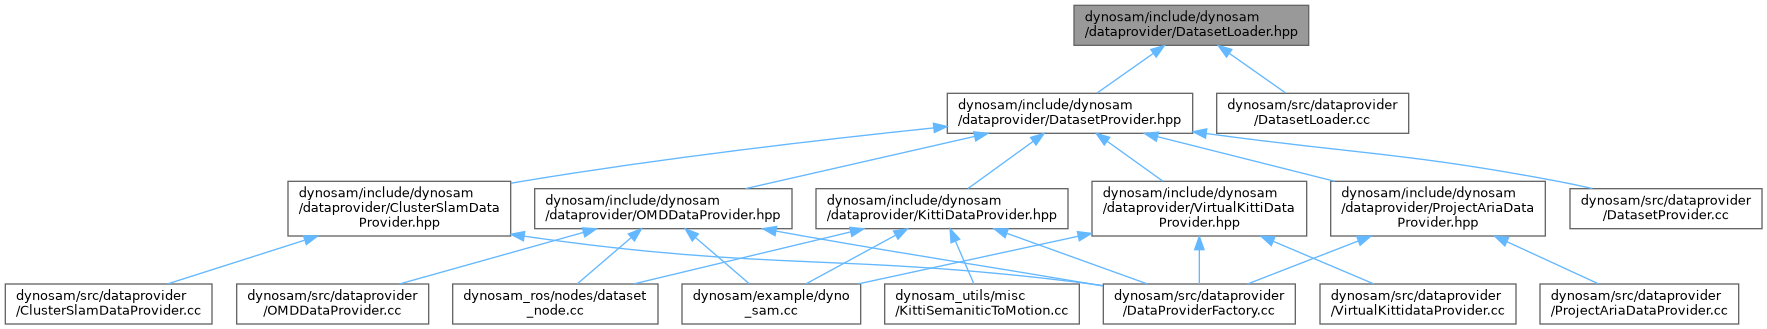 dynosam/include/dynosam
/dataprovider/DatasetLoader.hpp
dynosam/include/dynosam
/dataprovider/DatasetProvider.hpp
dynosam/src/dataprovider
/DatasetLoader.cc
dynosam/include/dynosam
/dataprovider/ClusterSlamData
Provider.hpp
dynosam/include/dynosam
/dataprovider/OMDDataProvider.hpp
dynosam/include/dynosam
/dataprovider/KittiDataProvider.hpp
dynosam/include/dynosam
/dataprovider/VirtualKittiData
Provider.hpp
dynosam/include/dynosam
/dataprovider/ProjectAriaData
Provider.hpp
dynosam/src/dataprovider
/DatasetProvider.cc
dynosam/src/dataprovider
/ClusterSlamDataProvider.cc
dynosam/src/dataprovider
/OMDDataProvider.cc
dynosam_ros/nodes/dataset
_node.cc
dynosam/example/dyno
_sam.cc
dynosam_utils/misc
/KittiSemaniticToMotion.cc
dynosam/src/dataprovider
/DataProviderFactory.cc
dynosam/src/dataprovider
/VirtualKittidataProvider.cc
dynosam/src/dataprovider
/ProjectAriaDataProvider.cc